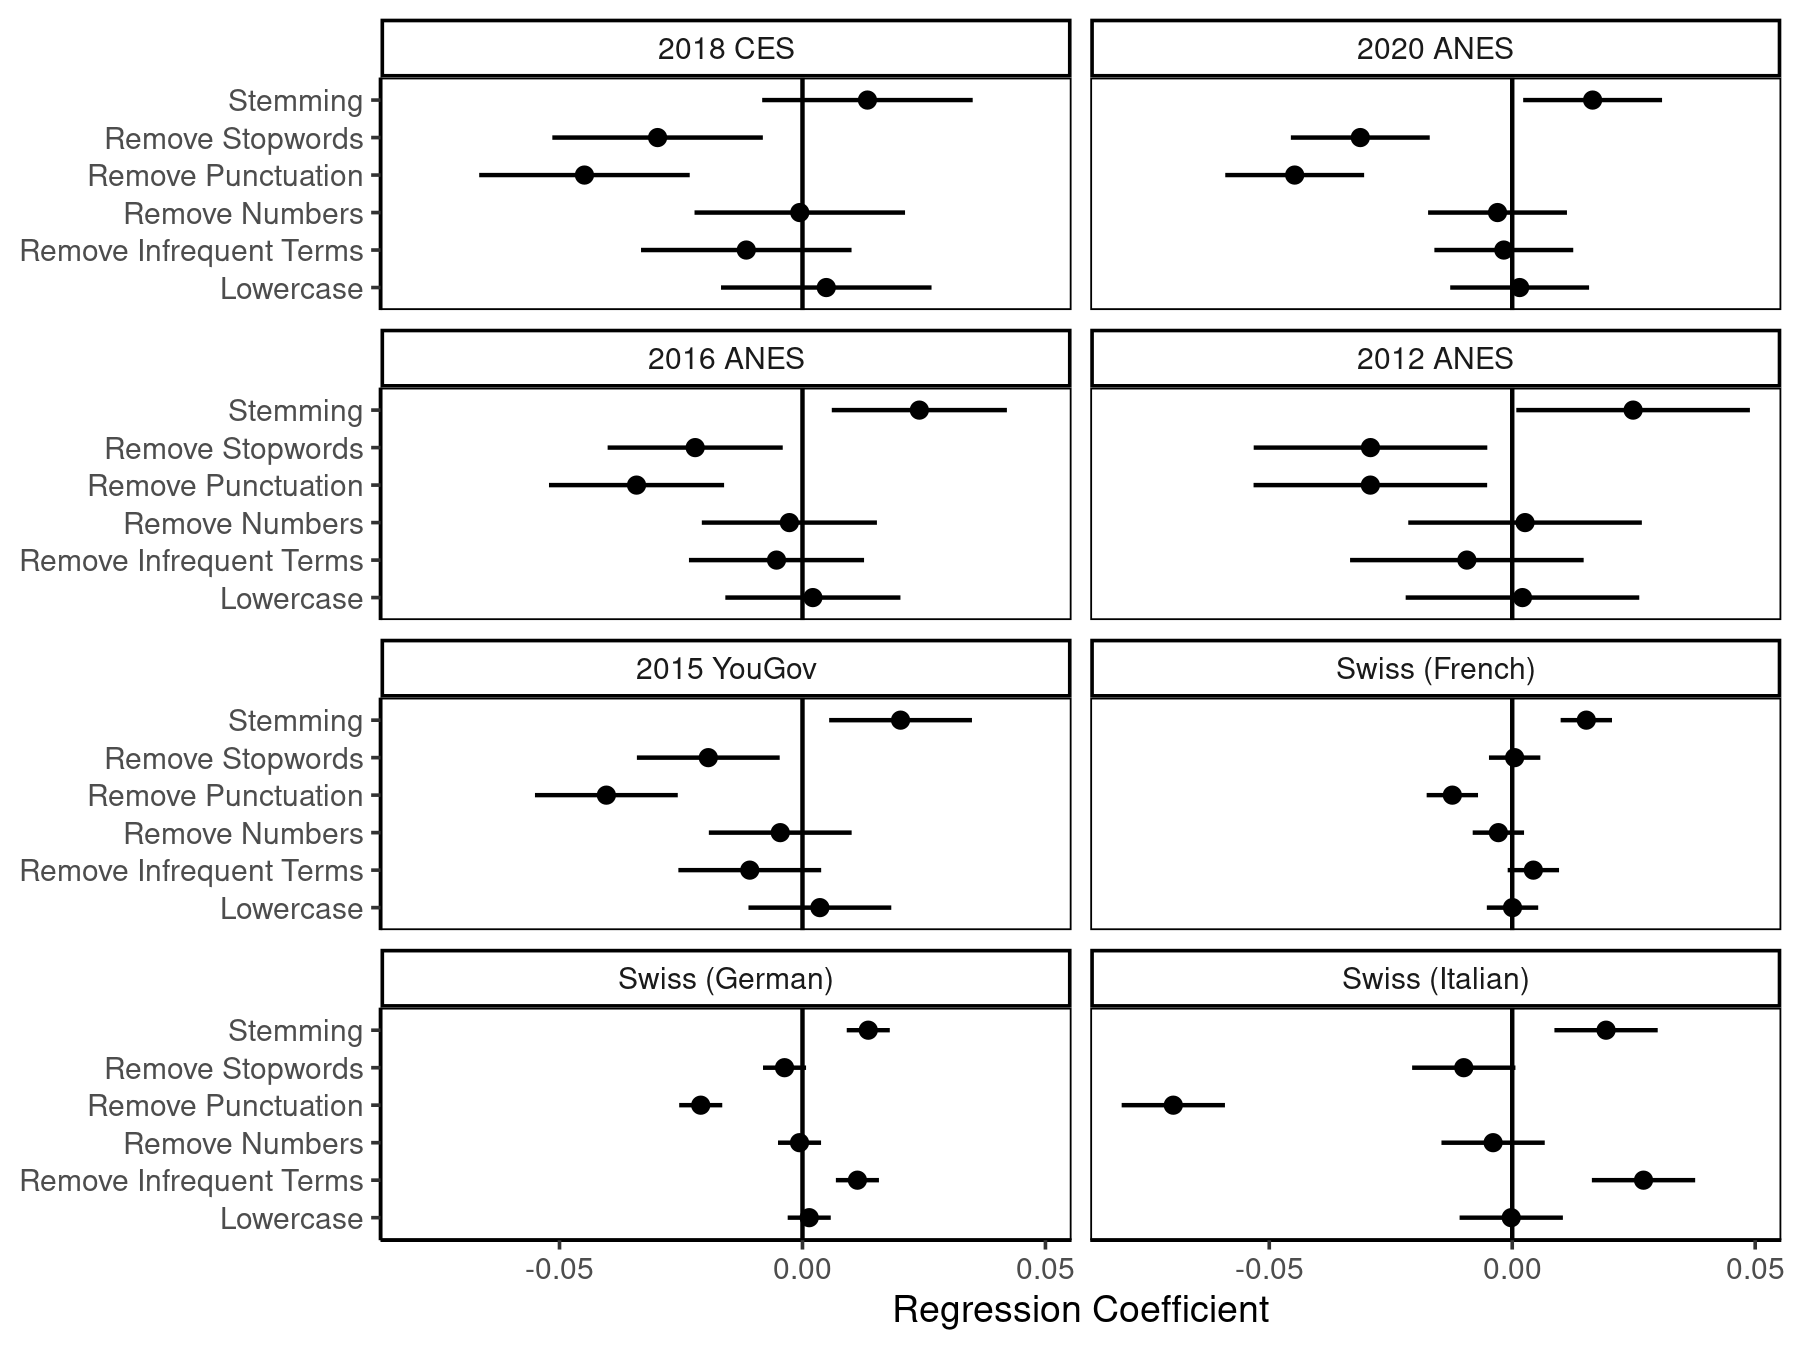 2018 CES
2020 ANES
Stemming
Remove Stopwords
Remove Punctuation
Remove Numbers
Remove Infrequent Terms
Lowercase
2016 ANES
2012 ANES
Stemming
Remove Stopwords
Remove Punctuation
Remove Numbers
Remove Infrequent Terms
Lowercase
2015 YouGov
Swiss (French)
Stemming
Remove Stopwords
Remove Punctuation
Remove Numbers
Remove Infrequent Terms
Lowercase
Swiss (German)
Swiss (Italian)
Stemming
Remove Stopwords
Remove Punctuation
Remove Numbers
Remove Infrequent Terms
Lowercase
-0.05 0.00 0.05 -0.05 0.00 0.05
Regression Coefficient